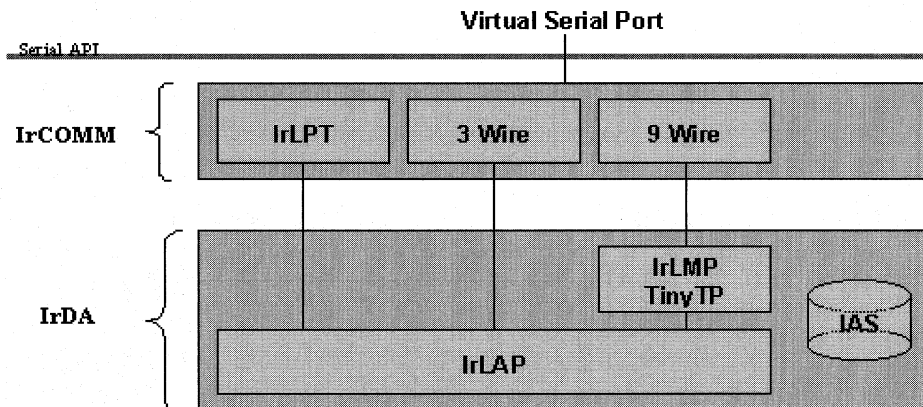 Virtual Serial Port
Serial API
IrCOMM
IrLPT
3 Wire
9 Wire
IrDA
IrLMP
TinyTP
IAS
IrLAP